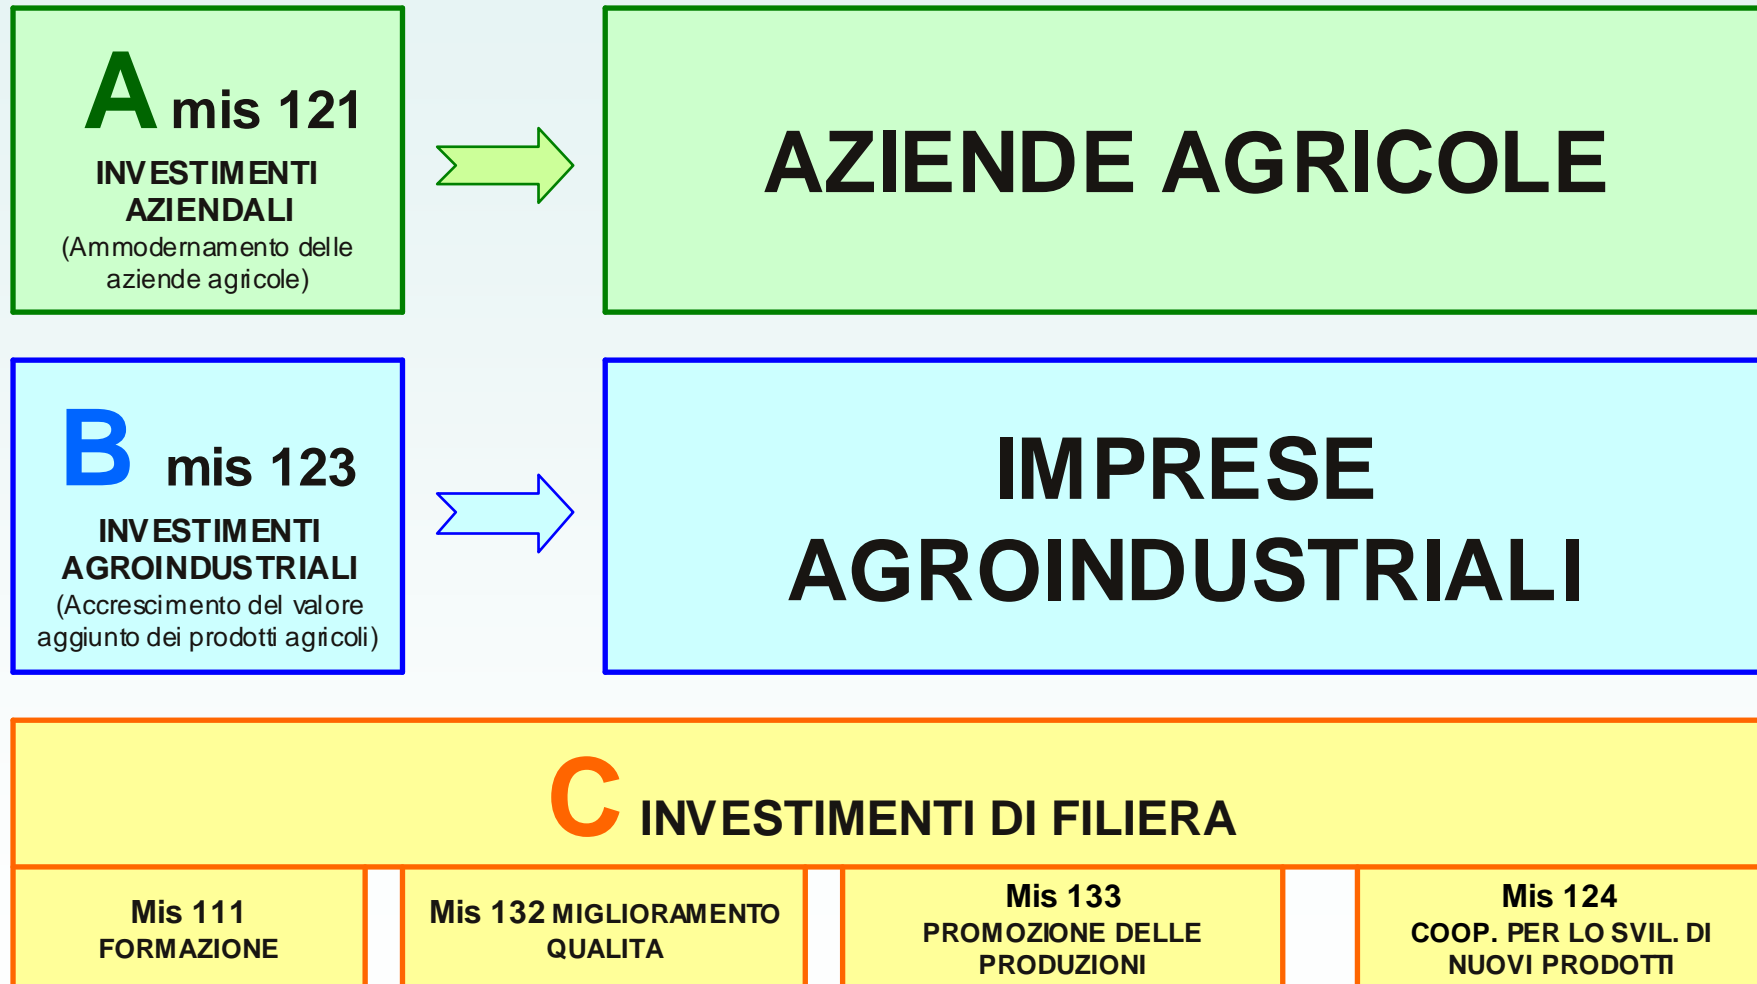 A mis 121
INVESTIMENTI
AZIENDALI
(Ammodernamento delle
aziende agricole)
AZIENDE AGRICOLE
B mis 123
INVESTIMENTI
AGROINDUSTRIALI
(Accrescimento del valore
aggiunto dei prodotti agricoli)
IMPRESE
AGROINDUSTRIALI
C INVESTIMENTI DI FILIERA
Mis 111
FORMAZIONE
Mis 132 MIGLIORAMENTO
QUALITA
Mis 133
PROMOZIONE DELLE
PRODUZIONI
Mis 124
COOP. PER LO SVIL. DI
NUOVI PRODOTTI